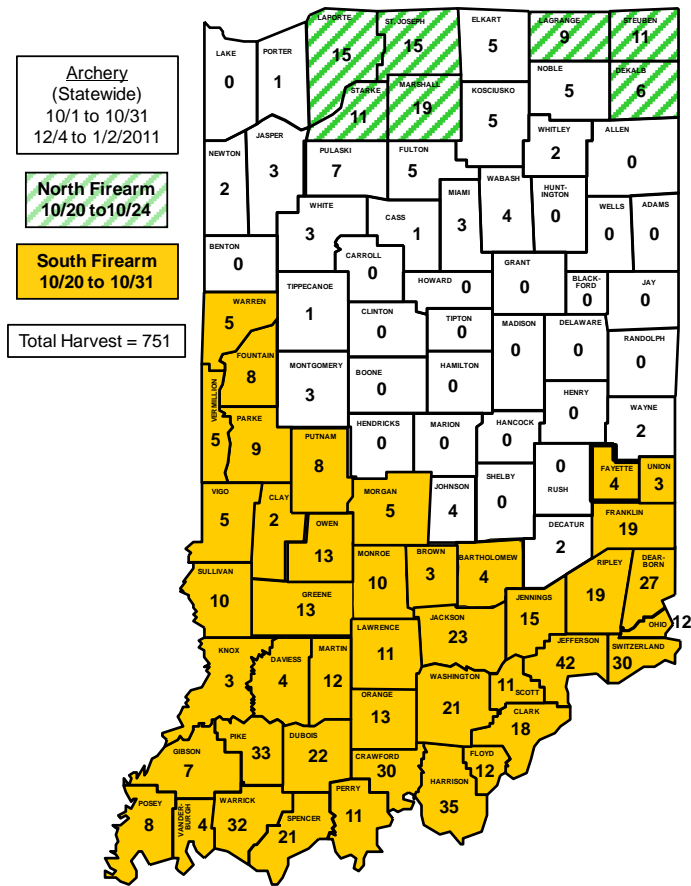 Archery
(Statewide)
10/1 to 10/31
12/4 to 1/2/2011
North Firearm
10/20 to10/24
South Firearm
10/20 to 10/31
Total Harvest = 751
LAKE
0
PORTER
1
LAPORTE
15
ST. JOSEPH
15
ELKART
5
LAGRANGE
9
STEUBEN
11
STARKE
11
MARSHALL
19
KOSCIUSKO
5
NOBLE
5
DEKALB
6
NEWTON
2
JASPER
3
PULASKI
7
FULTON
5
WHITLEY
2
ALLEN
0
WHITE
3
CASS
1
MIAMI
3
WABASH
4
HUNT-
INGTON
0
WELLS
0
ADAMS
0
BENTON
0
CARROLL
0
HOWARD 0
GRANT
0
BLACK-
FORD
0
JAY
0
WARREN
5
TIPPECANOE
1
CLINTON
0
TIPTON
0
MADISON
0
DELAWARE
0
RANDOLPH
0
FOUNTAIN
8
MONTGOMERY
3
BOONE
0
HAMILTON
0
HENRY
0
WAYNE
2
VERMILLION
5
PARKE
9
PUTNAM
8
HENDRICKS
0
MARION
0
HANCOCK
0
0
RUSH
FAYETTE
4
UNION
3
VIGO
5
CLAY
2
MORGAN
5
JOHNSON
4
SHELBY
0
FRANKLIN
19
OWEN
13
DECATUR
2
SULLIVAN
10
GREENE
13
MONROE
10
BROWN
3
BARTHOLOMEW
4
JENNINGS
15
RIPLEY
19
DEAR-
BORN
27
OHIO 12
KNOX
3
DAVIESS
4
MARTIN
12
LAWRENCE
11
JACKSON
23
JEFFERSON
42
SWITZERLAND
30
ORANGE
13
WASHINGTON
21
11
SCOTT
CLARK
18
GIBSON
7
PIKE
33
DUBOIS
22
CRAWFORD
30
FLOYD
12
HARRISON
35
POSEY
8
VANDER-
BURGH
4
WARRICK
32
SPENCER
21
PERRY
11